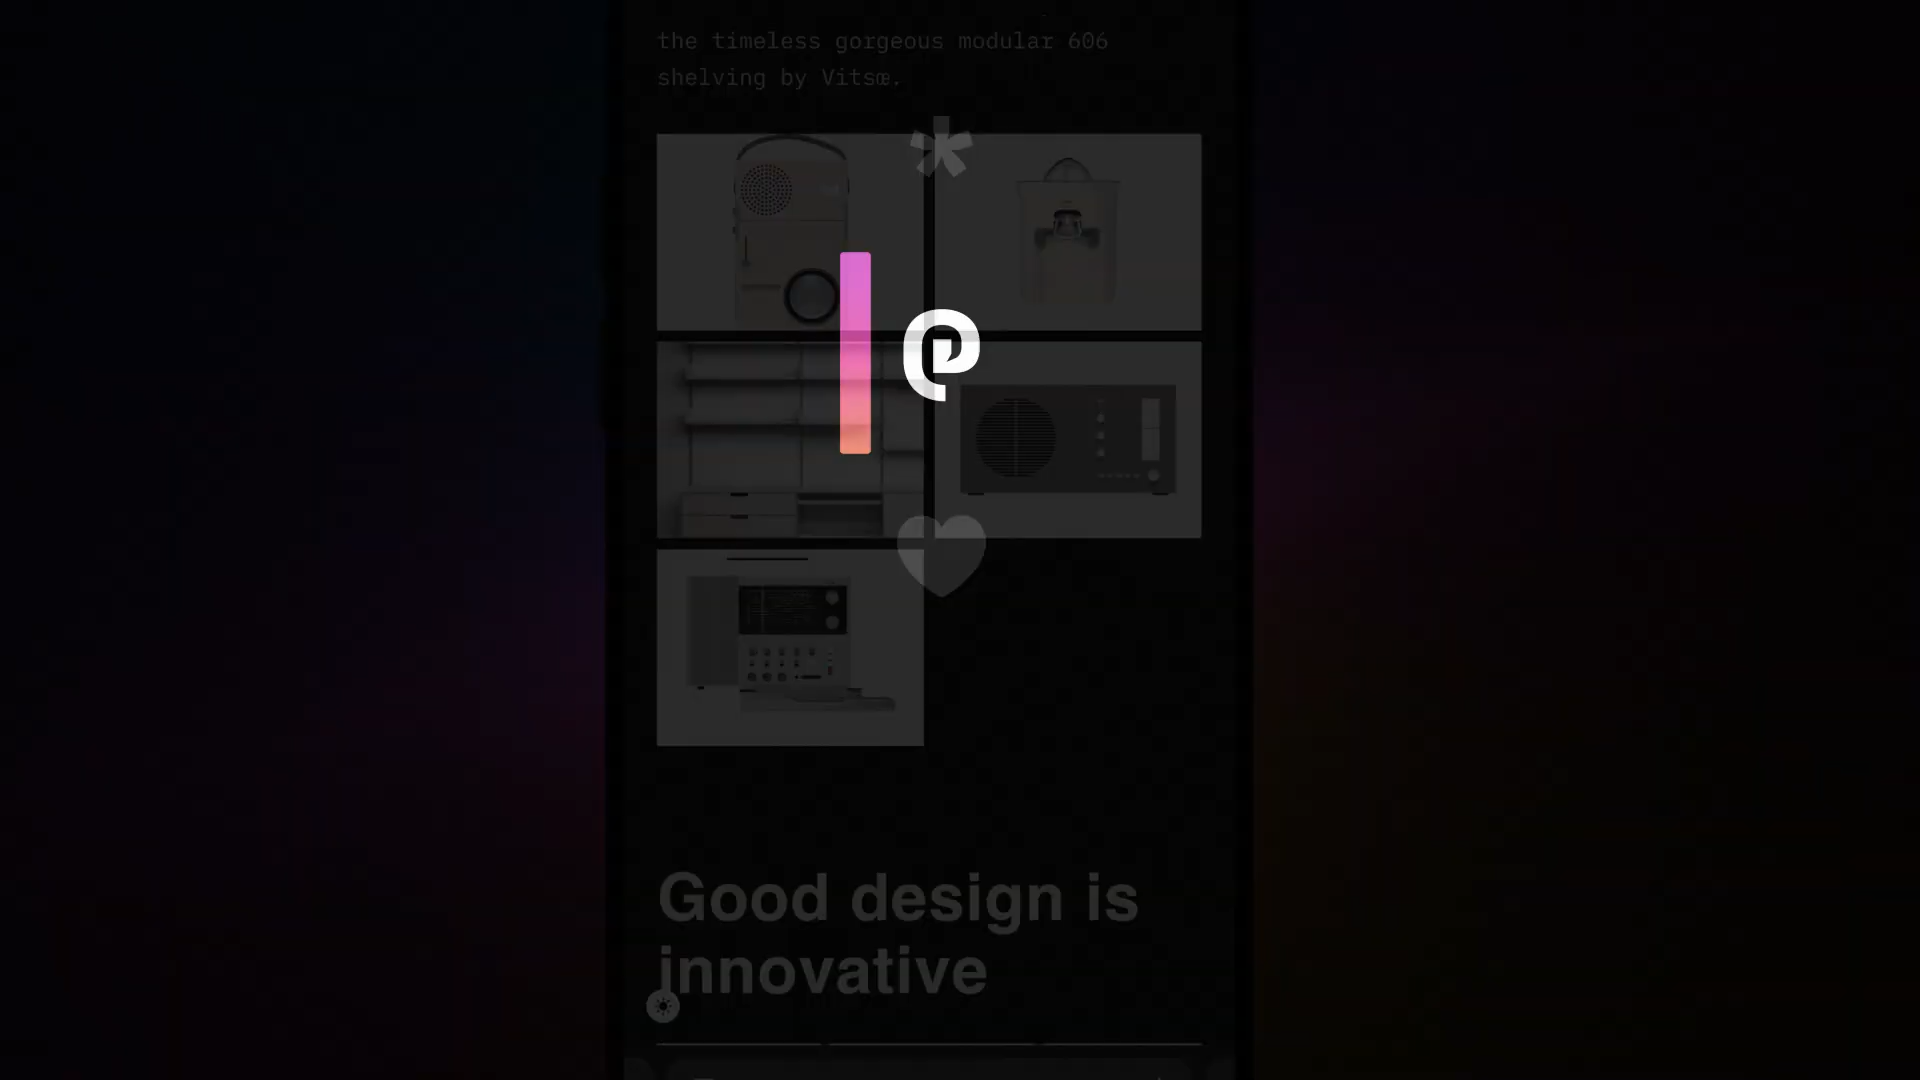 the timeless gorgeous modular 606
shelving by Vitsœ.
Good design is
innovative